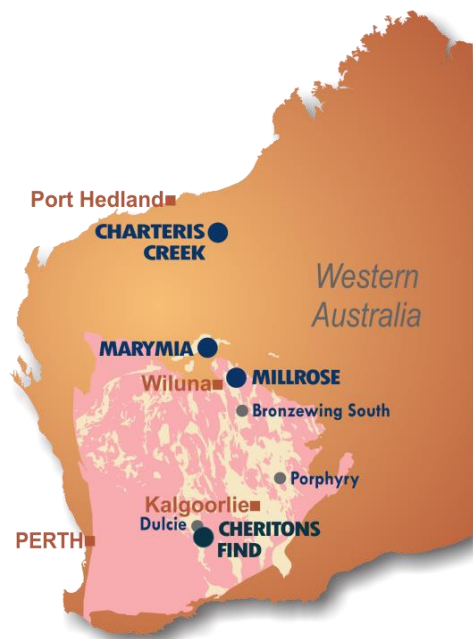 Port Hedland
CHARTERIS
CREEK
Western
Australia
MARYMIA
Wiluna
MILLROSE
Bronzewing South
Porphyry
Kalgoorlie
Dulcie
PERTH
CHERITONS
FIND